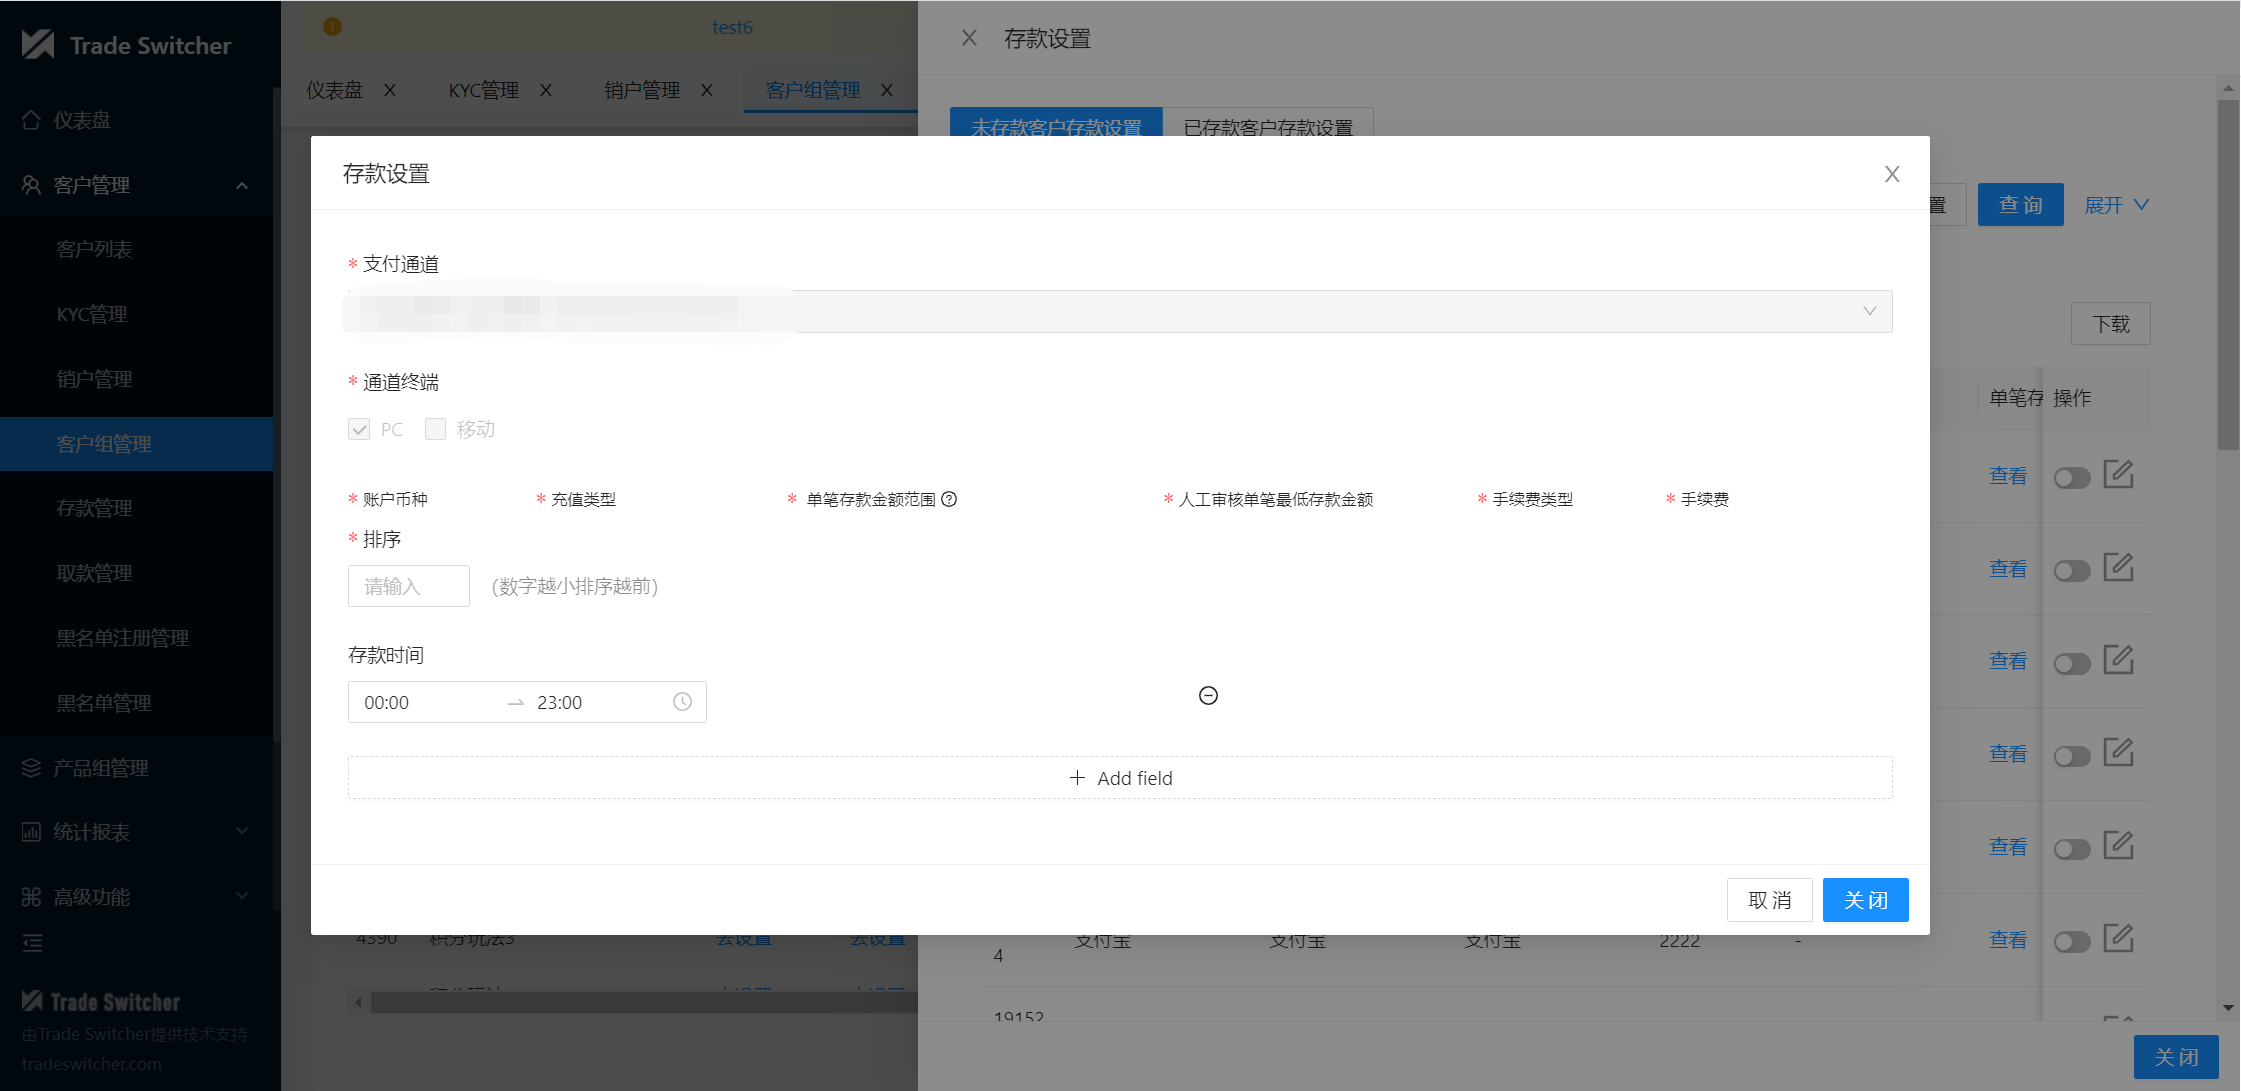 Trade Switcher
仪表盘
客户管理
客户列表
KYC管理
销户管理
客户组管理
存款管理
取款管理
黑名单注册管理
黑名单管理
产品组管理
统计报表
高级功能
Trade Switcher
由Trade Switcher提供技术支持
tradeswitcher.com
test6
仪表盘 X KYC管理 X 销户管理 X 客户组管理 X
存款设置
未存款客户存款设置 已存款客户存款设置
置 查询 展开
下载
单笔存 操作
查看
查看
查看
查看
查看
查看
存款设置
* 支付通道
* 通道终端
PC 移动
* 账户币种 * 充值类型 * 单笔存款金额范围 * 人工审核单笔最低存款金额 * 手续费类型 * 手续费
* 排序
请输入 (数字越小排序越前)
存款时间
00:00 → 23:00
+ Add field
取消 关闭
4390 积分玩法3 去设置 去设置
4 支付宝 支付宝 支付宝 2222 -
19152
关闭